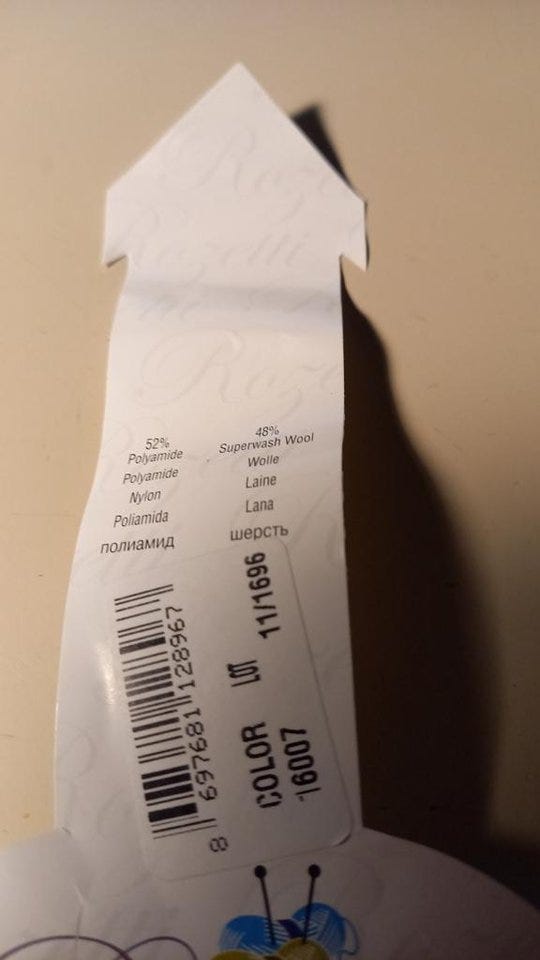 Rozetti
52%
Polyamide
Polyamide
Nylon
Poliamida
полиамид
48%
Superwash Wool
Wolle
Laine
Lana
шерсть
8 697681 128967
COLOR LOT
16007 11/1696